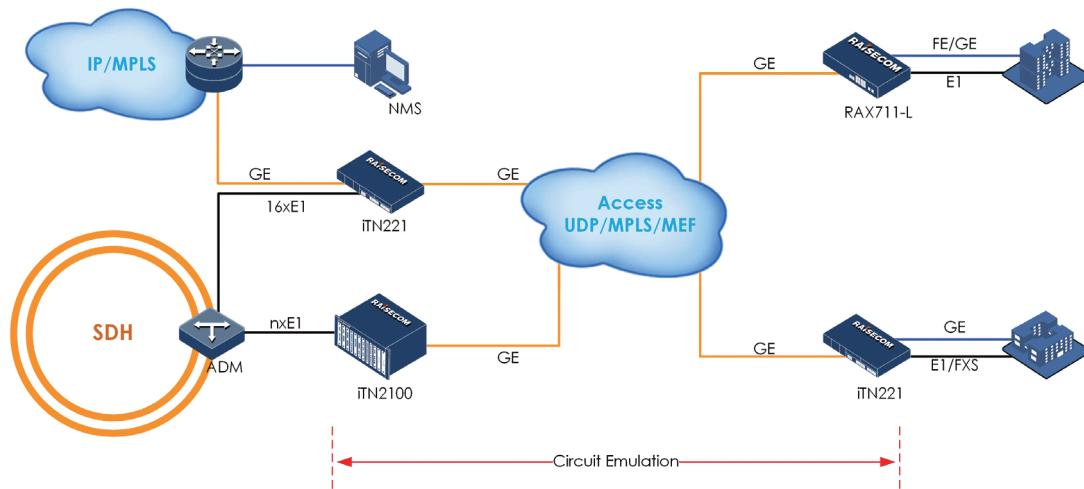 IP/MPLS
NMS
GE
16xE1
RAISECOM
iTN221
GE
SDH
ADM
nxE1
RAISECOM
iTN2100
GE
Access
UDP/MPLS/MEF
GE
RAISECOM
RAX711-L
FE/GE
E1
GE
RAISECOM
iTN221
GE
E1/FXS
Circuit Emulation